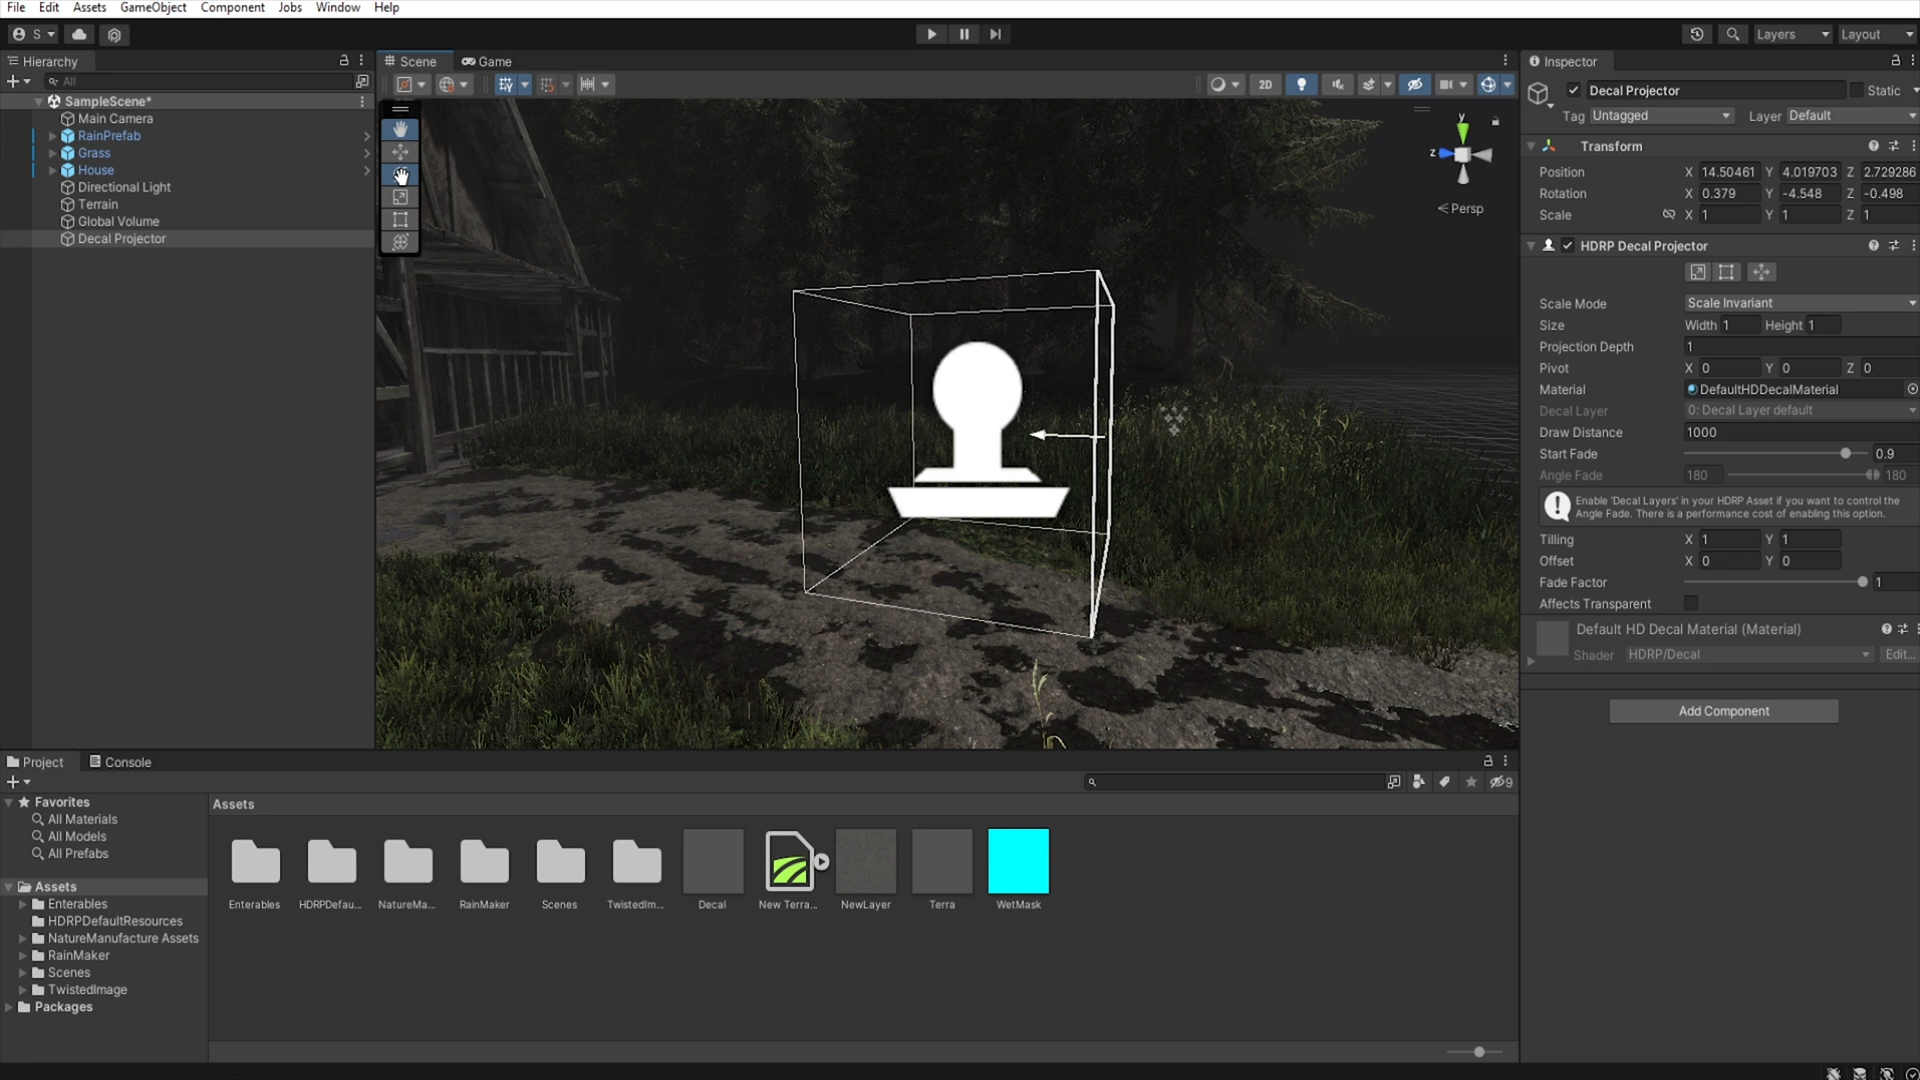 File Edit Assets GameObject Component Jobs Window Help
S Layers Layout
Hierarchy
All
SampleScene*
Main Camera
RainPrefab
Grass
House
Directional Light
Terrain
Global Volume
Decal Projector
Scene Game
2D
y
z
Persp
Inspector
Decal Projector Static
Tag Untagged Layer Default
Transform
Position X 14.50461 Y 4.019703 Z 2.729286
Rotation X 0.379 Y -4.548 Z -0.498
Scale X 1 Y 1 Z 1
HDRP Decal Projector
Scale Mode Scale Invariant
Size Width 1 Height 1
Projection Depth 1
Pivot X 0 Y 0 Z 0
Material DefaultHDDecalMaterial
Decal Layer 0: Decal Layer default
Draw Distance 1000
Start Fade 0.9
Angle Fade 180 180
Enable 'Decal Layers' in your HDRP Asset if you want to control the
Angle Fade. There is a performance cost of enabling this option.
Tilling X 1 Y 1
Offset X 0 Y 0
Fade Factor 1
Affects Transparent
Default HD Decal Material (Material)
Shader HDRP/Decal Edit...
Add Component
Project Console
9
Favorites
All Materials
All Models
All Prefabs
Assets
Enterables
HDRPDefaultResources
NatureManufacture Assets
RainMaker
Scenes
TwistedImage
Packages
Assets
Enterables HDRPDefau... NatureMa... RainMaker Scenes TwistedIm... Decal New Terra... NewLayer Terra WetMask